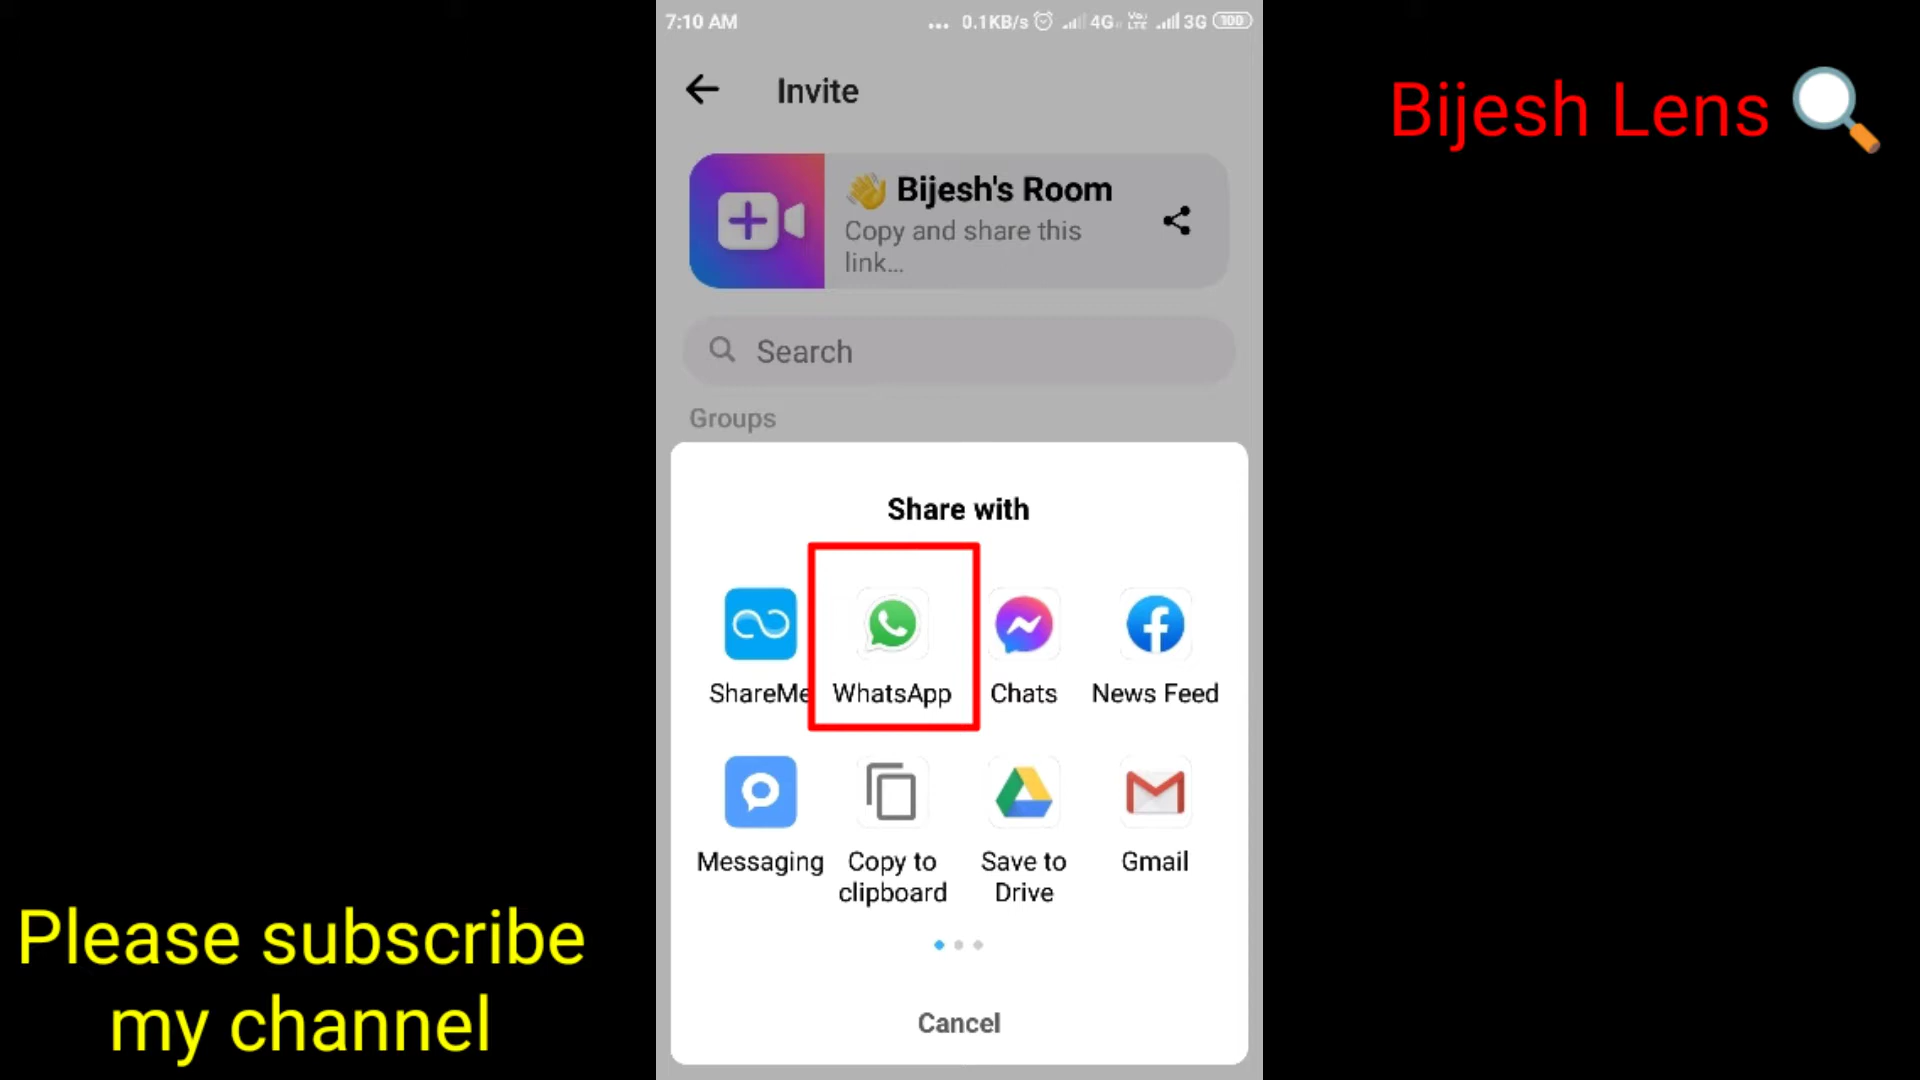 7:10 AM
... 0.1KB/s 4G Vo LTE 3G 100
Invite
Bijesh Lens
Bijesh's Room
Copy and share this
link...
Search
Groups
Share with
ShareMe WhatsApp Chats News Feed
Messaging Copy to clipboard Save to Drive Gmail
Cancel
Please subscribe
my channel